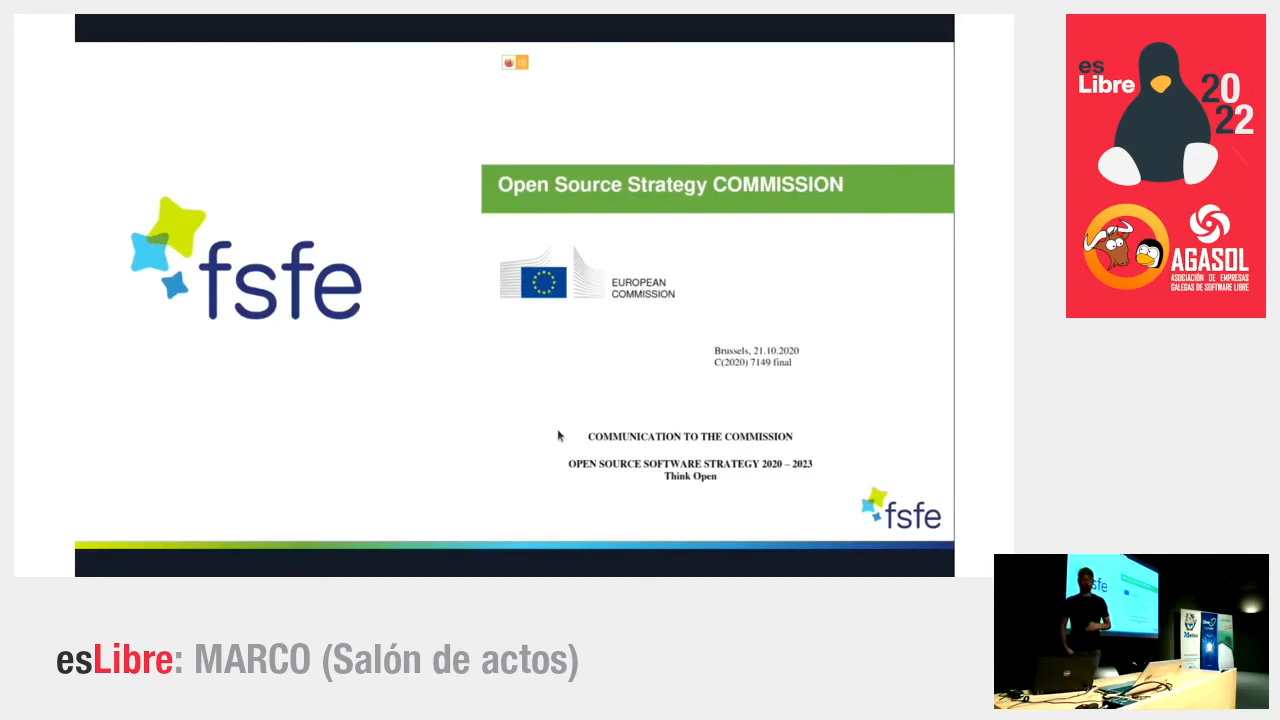 Open Source Strategy COMMISSION
fsfe
EUROPEAN
COMMISSION
Brussels, 21.10.2020
C(2020) 7149 final
COMMUNICATION TO THE COMMISSION
OPEN SOURCE SOFTWARE STRATEGY 2020 – 2023
Think Open
fsfe
es
Libre
20
22
AGASOL
ASOCIACIÓN DE EMPRESAS
GALEGAS DE SOFTWARE LIBRE
esLibre: MARCO (Salón de actos)